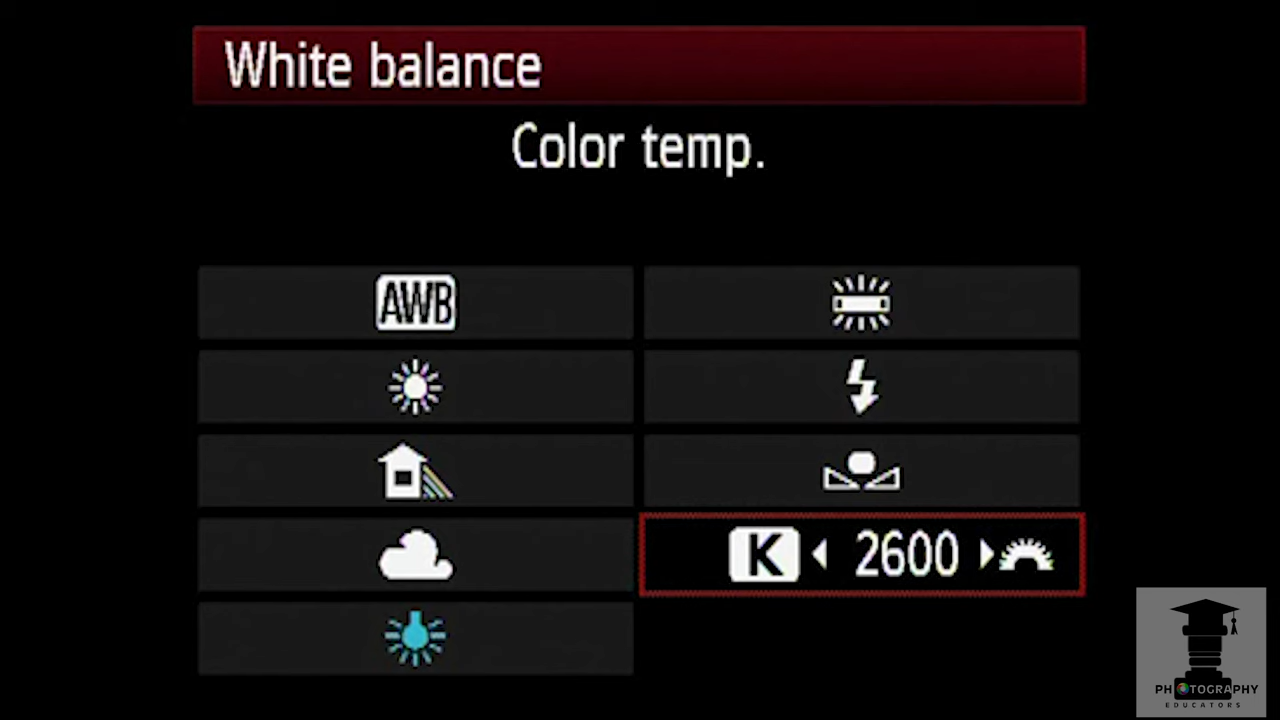 White balance
Color temp.
AWB
K 2600
PHOTOGRAPHY
EDUCATORS